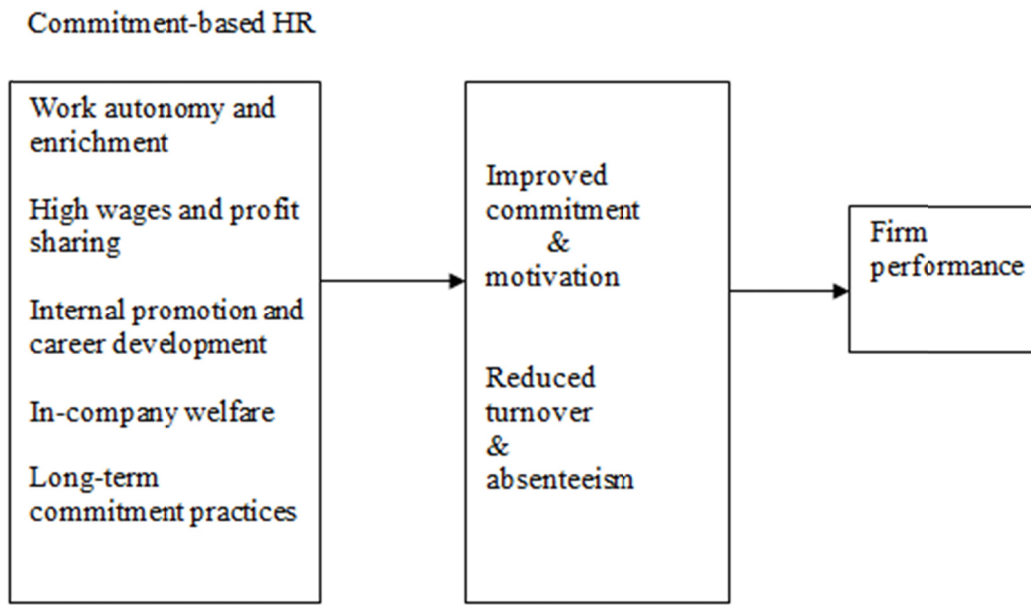 Commitment-based HR
Work autonomy and
enrichment
High wages and profit
sharing
Internal promotion and
career development
In-company welfare
Long-term
commitment practices
Improved
commitment
&
motivation
Reduced
turnover
&
absenteeism
Firm
performance